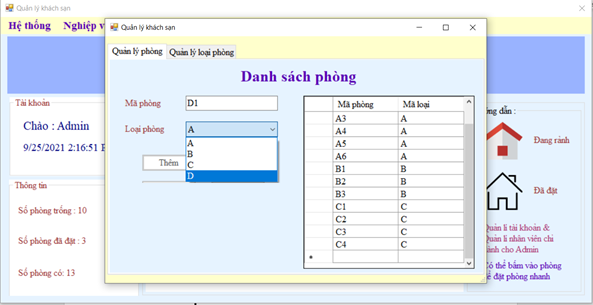 Quản lý khách sạn
Hệ thống Nghiệp v
Tài khoản
Chào : Admin
9/25/2021 2:16:51 P
Thông tin
Số phòng trống : 10
Số phòng đã đặt : 3
Số phòng có: 13
Quản lý khách sạn
Quản lý phòng Quản lý loại phòng
Danh sách phòng
Mã phòng D1
Loại phòng A
A
B
C
D
Thêm
Mã phòng Mã loại
A3 A
A4 A
A5 A
A6 A
B1 B
B2 B
B3 B
C1 C
C2 C
C3 C
C4 C
*
ng dẫn :
Đang rảnh
Đã đặt
Quản lí tài khoản &
Quản lí nhân viên chỉ
ành cho Admin
Có thể bấm vào phòng
ể đặt phòng nhanh